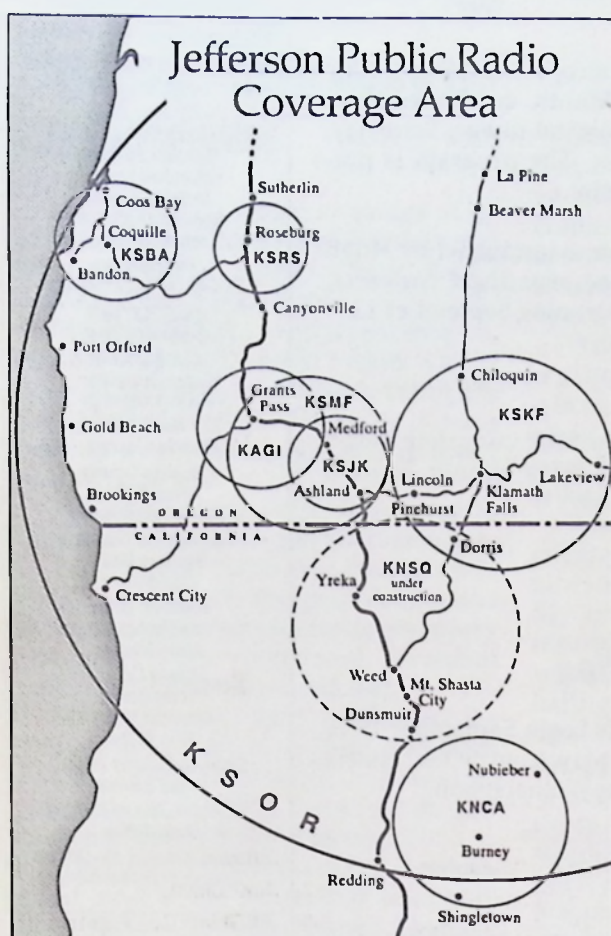 Jefferson Public Radio
Coverage Area
La Pine
Sutherlin
Coos Bay
Beaver Marsh
Coquille
KSBA
Roseburg
KSRS
Bandon
Canyonville
Port Orford
Chiloquin
Grants
Pass
KSMF
KSKF
Gold Beach
Medford
KAGI
KSJK
Lincoln
Lakeview
Ashland
Klamath
Falls
Pinehurst
Brookings
OREGON
CALIFORNIA
Dorris
KNSQ
under
construction
Yreka
Crescent City
Weed
Mt. Shasta
City
Dunsmuir
KSOR
Nubieber
KNCA
Burney
Redding
Shingletown